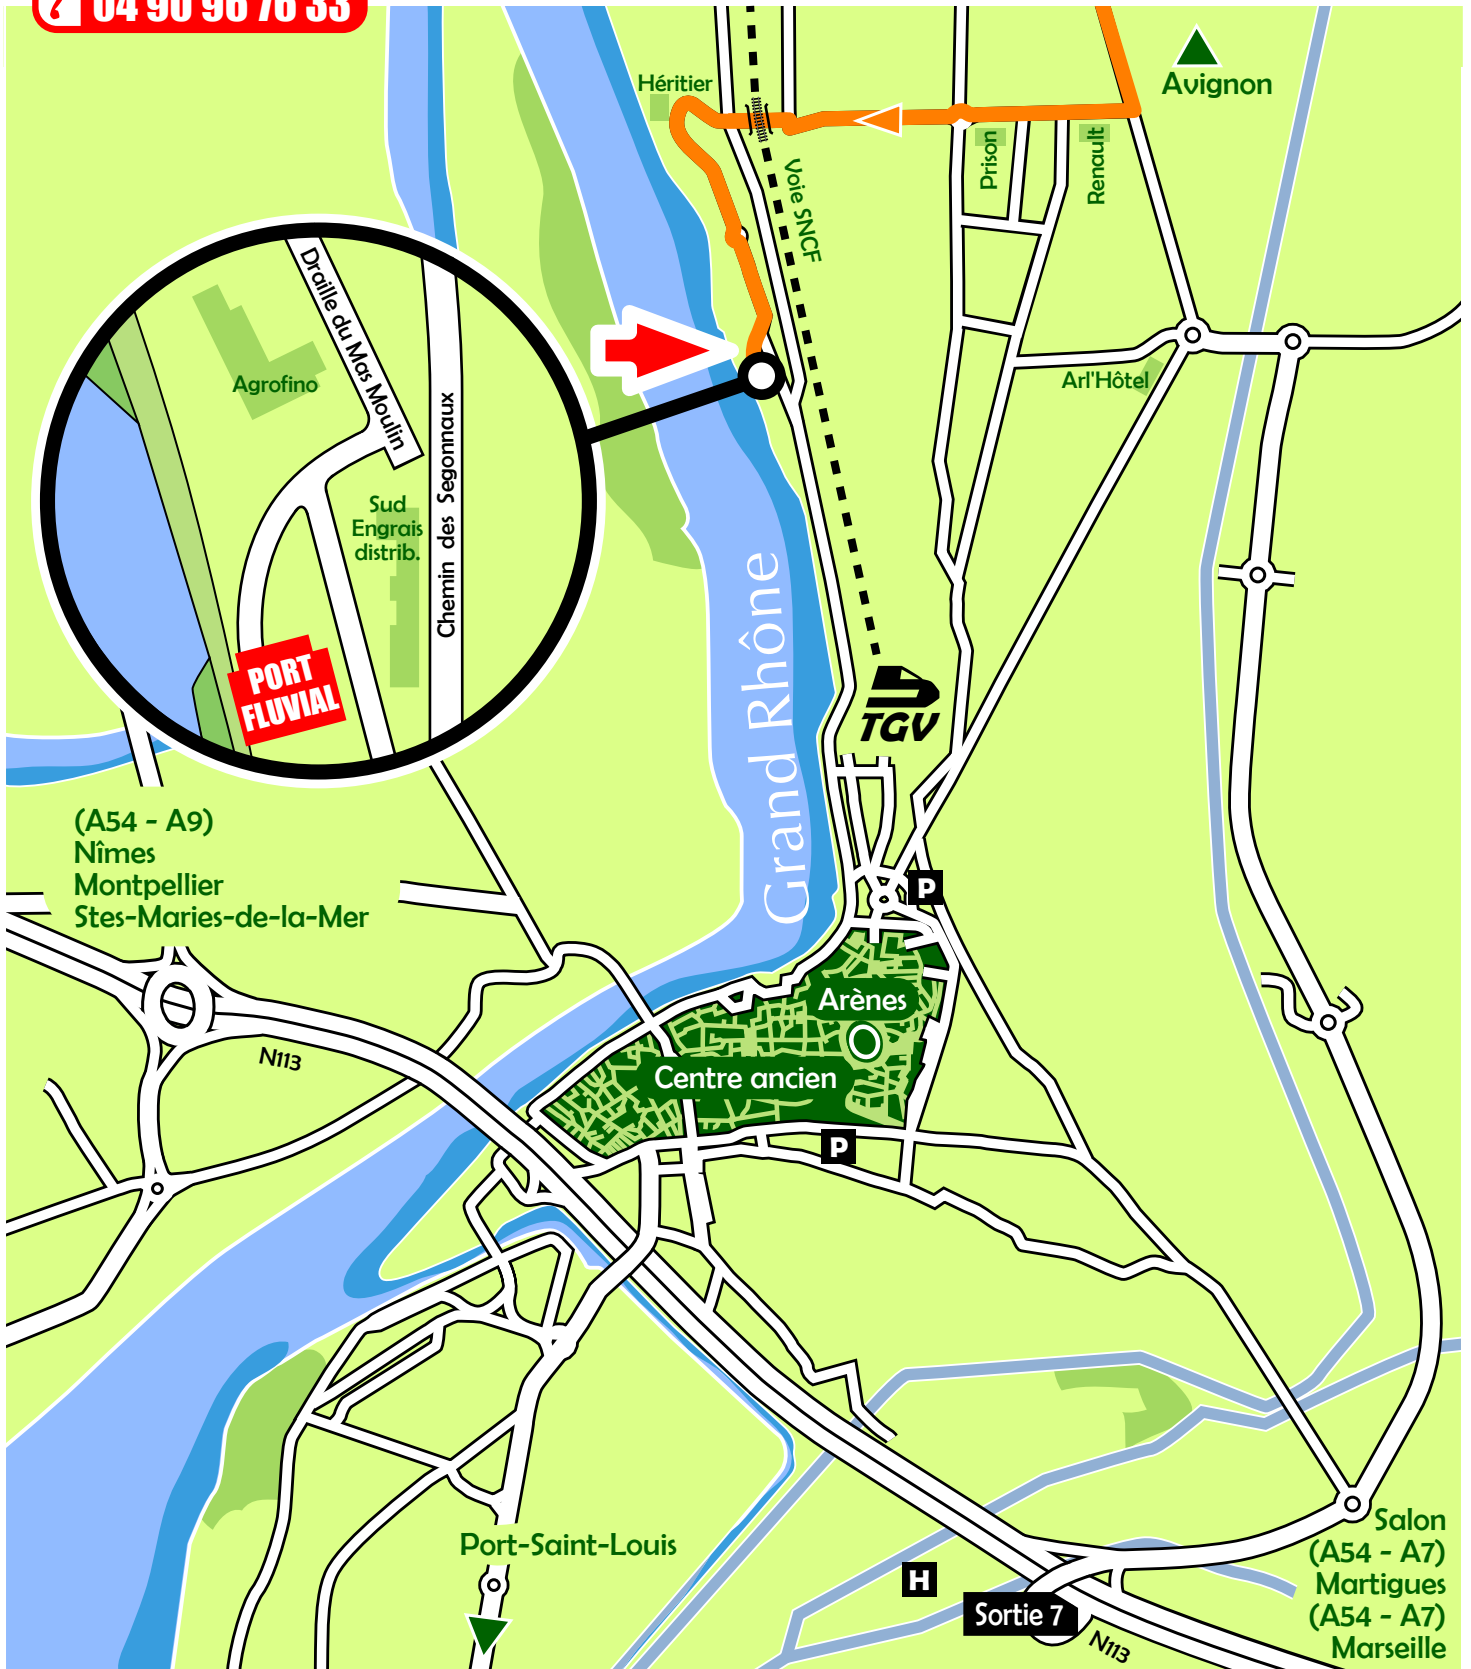 04 90 96 76 33
Avignon
Héritier
Prison
Renault
Voie SNCF
Draille du Mas Moulin
Agrofino
Arl'Hôtel
Chemin des Segonnaux
Sud
Engrais
distrib.
PORT
FLUVIAL
Grand Rhône
TGV
(A54 - A9)
Nîmes
Montpellier
Stes-Maries-de-la-Mer
P
Arènes
N113
Centre ancien
P
Port-Saint-Louis
Salon
(A54 - A7)
Martigues
(A54 - A7)
Marseille
H
Sortie 7
N113